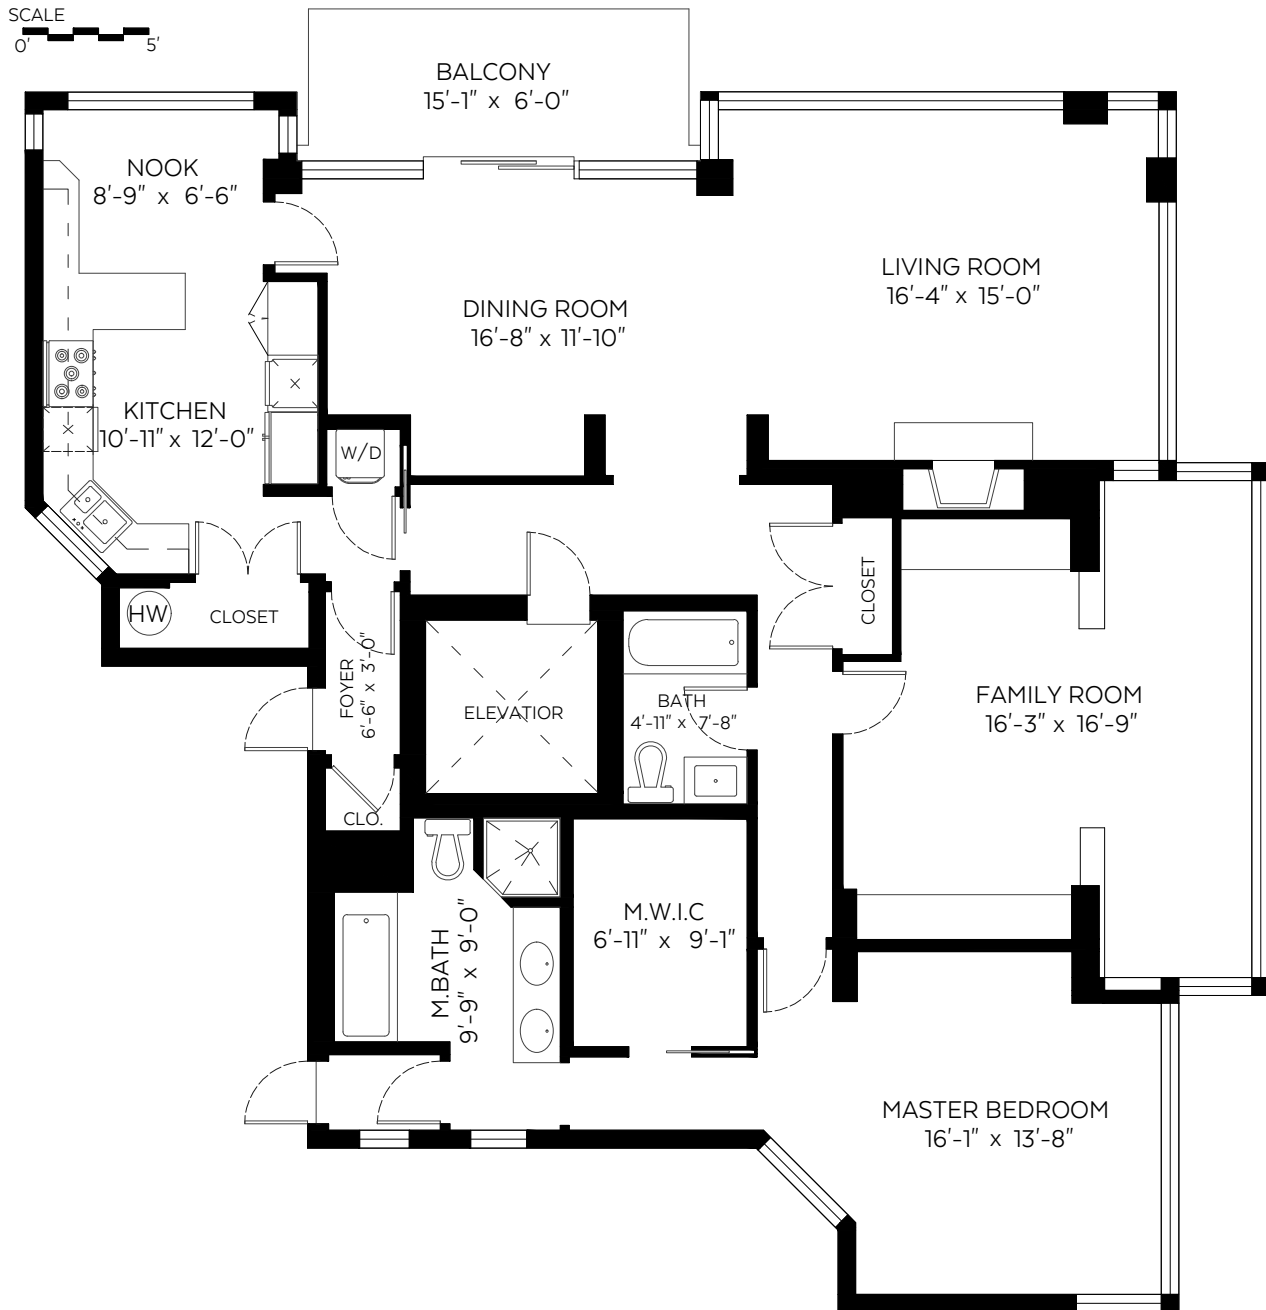 SCALE
0' 5'
BALCONY
15'-1" x 6'-0"
NOOK
8'-9" x 6'-6"
LIVING ROOM
16'-4" x 15'-0"
DINING ROOM
16'-8" x 11'-10"
KITCHEN
10'-11" x 12'-0"
W/D
HW
CLOSET
CLOSET
FOYER
6'-6" x 3'-0"
ELEVATIOR
BATH
4'-11" x 7'-8"
FAMILY ROOM
16'-3" x 16'-9"
CLO.
M.BATH
9'-9" x 9'-0"
M.W.I.C
6'-11" x 9'-1"
MASTER BEDROOM
16'-1" x 13'-8"